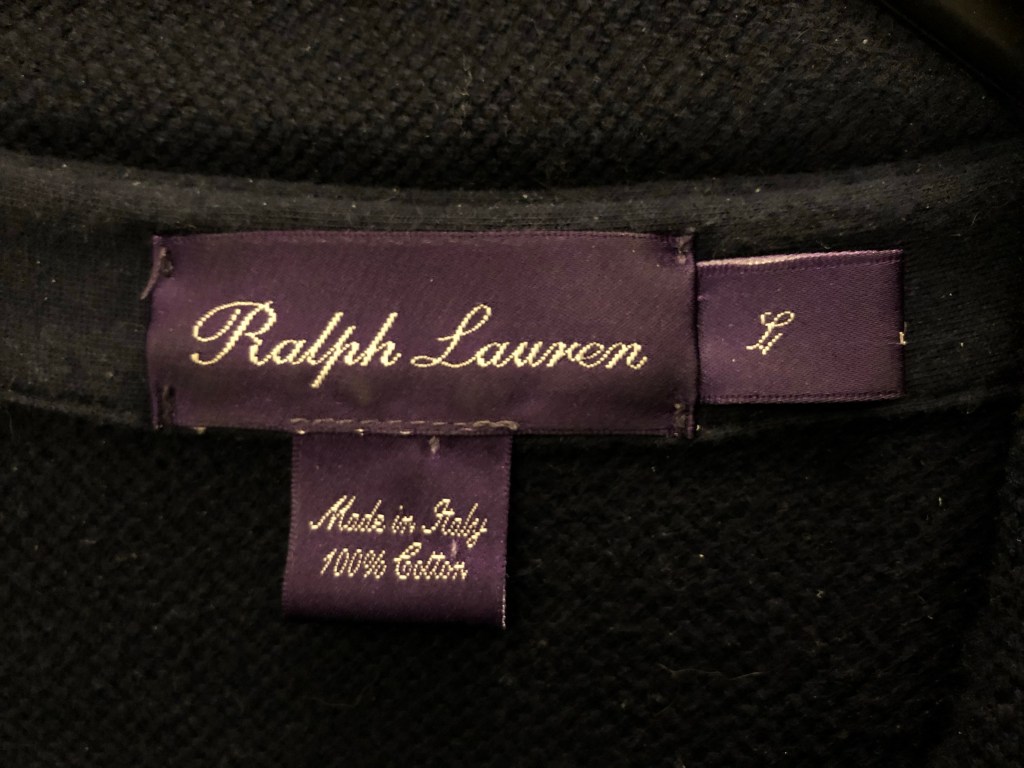 Ralph Lauren
L
Made in Italy
100% Cotton